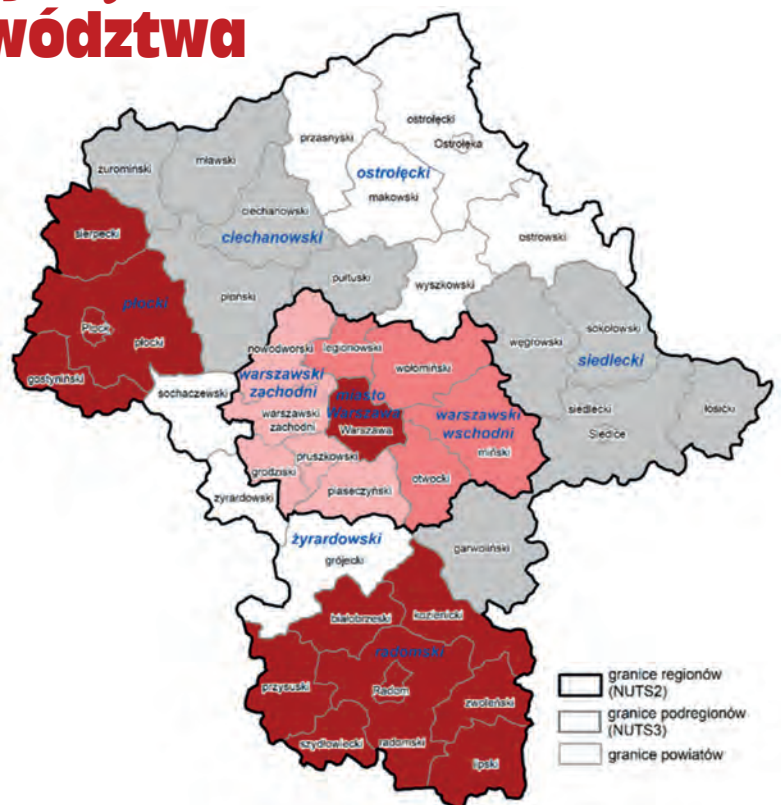 wództwa
ostrołęcki
przasnyski
Ostrołęka
mławski
żuromiński
ostrołęcki
makowski
ciechanowski
sierpecki
ostrowski
ciechanowski
pułtuski
wyszkowski
płoński
płocki
sokołowski
Płock
płocki
węgrowski
nowodworski
legionowski
siedlecki
wołomiński
gostyniński
warszawski
zachodni
sochaczewski
miasto
Warszawa
siedlecki
łosicki
warszawski
zachodni
warszawski
wschodni
Warszawa
Siedlce
miński
pruszkowski
grodziski
otwocki
piaseczyński
żyrardowski
żyrardowski
garwoliński
grójecki
kozienicki
białobrzeski
radomski
granice regionów
(NUTS2)
przysuski
Radom
zwoleński
granice podregionów
(NUTS3)
szydłowiecki
radomski
granice powiatów
lipski